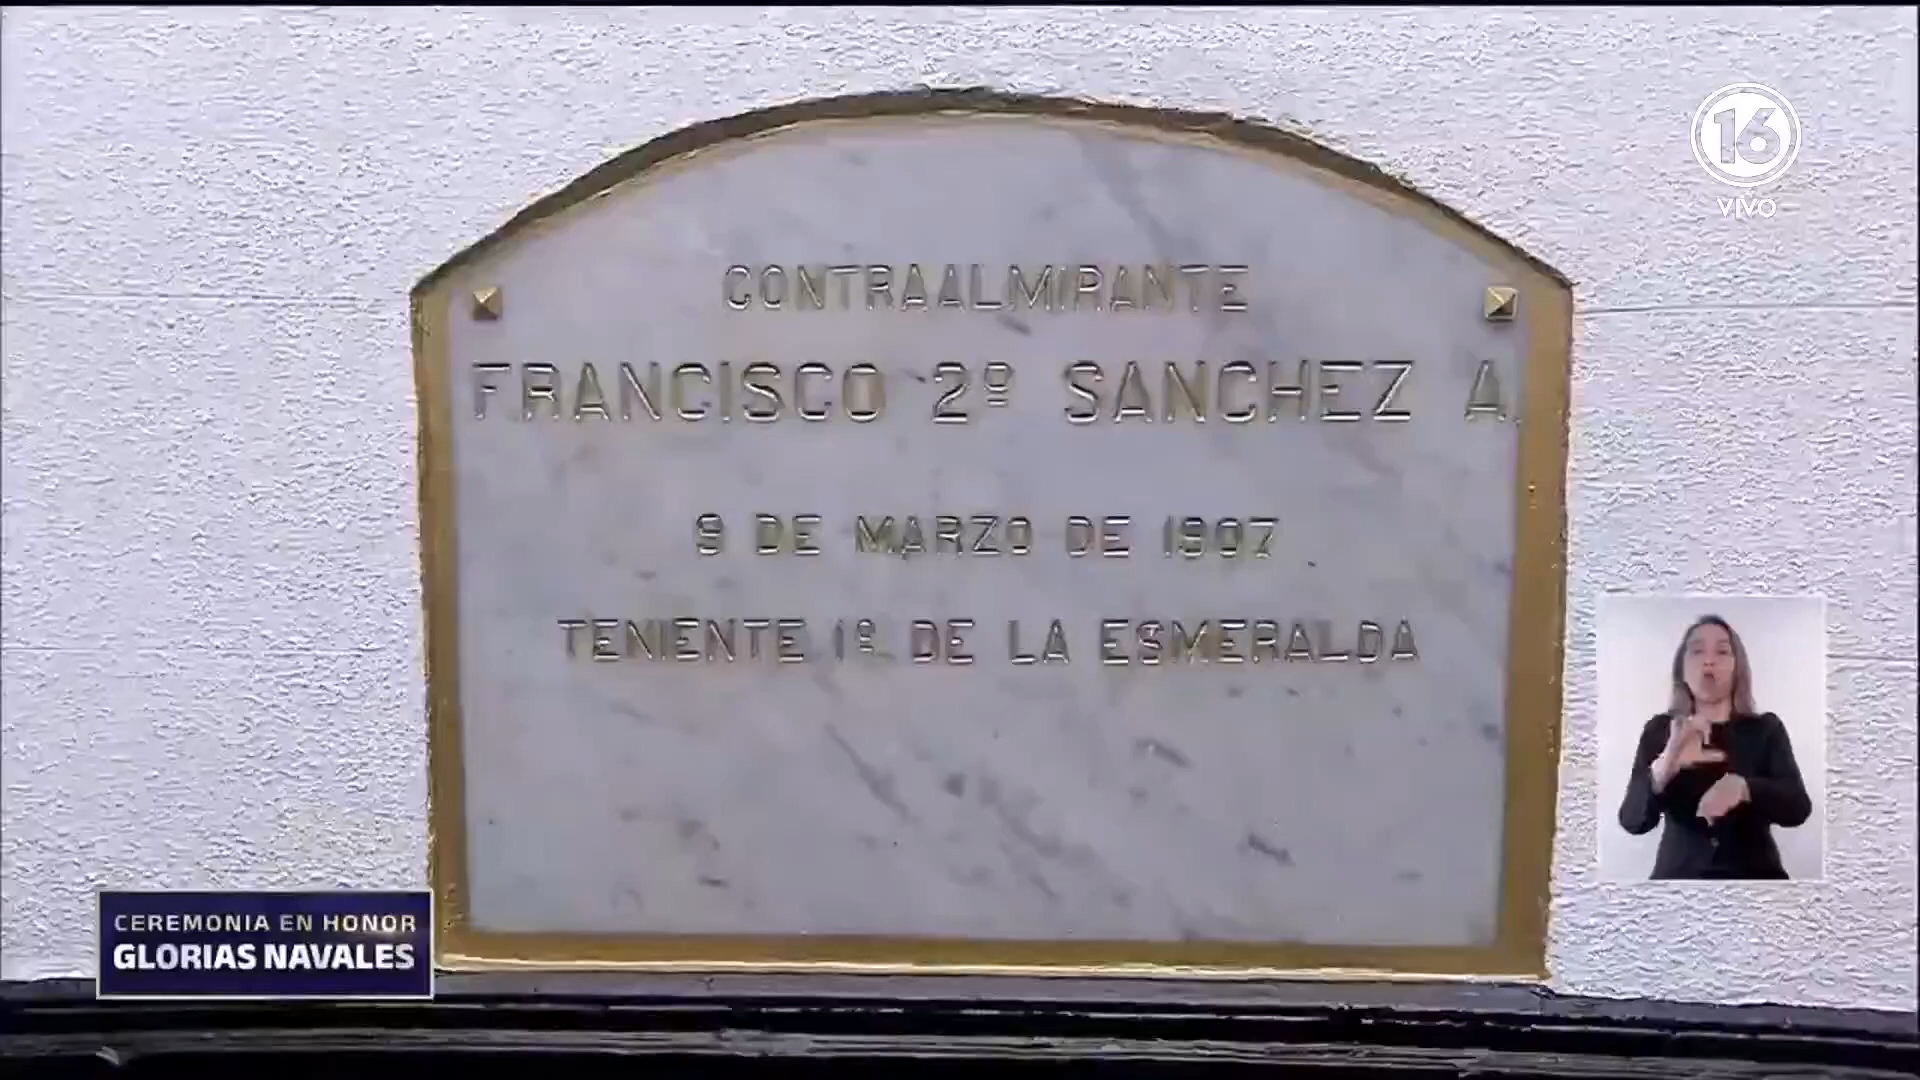 16
VIVO
CONTRAALMIRANTE
FRANCISCO 2º SANCHEZ A.
9 DE MARZO DE 1907
TENIENTE 1º DE LA ESMERALDA
CEREMONIA EN HONOR
GLORIAS NAVALES